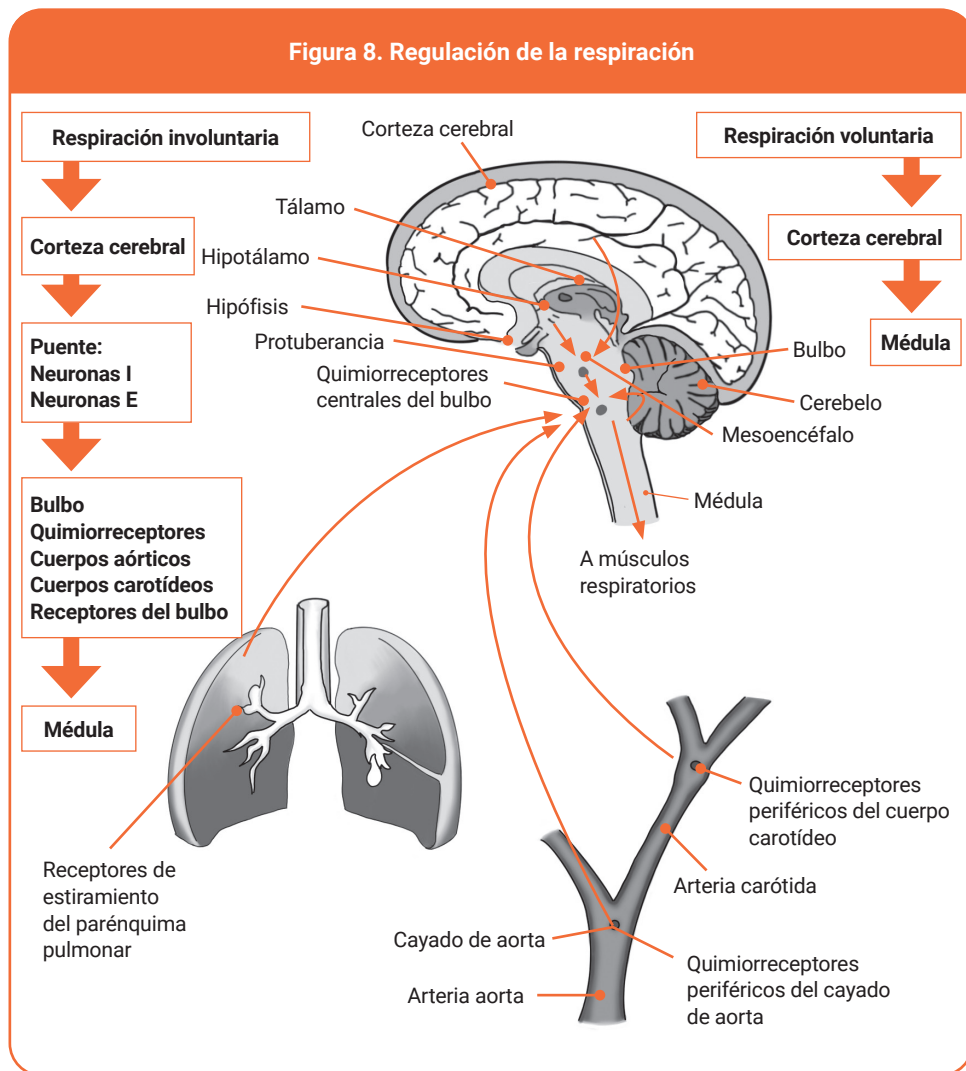 Figura 8. Regulación de la respiración
Respiración involuntaria
Corteza cerebral
Puente:
Neuronas I
Neuronas E
Bulbo
Quimiorreceptores
Cuerpos aórticos
Cuerpos carotídeos
Receptores del bulbo
Médula
Corteza cerebral
Tálamo
Hipotálamo
Hipófisis
Protuberancia
Quimiorreceptores
centrales del bulbo
Respiración voluntaria
Corteza cerebral
Médula
Bulbo
Cerebelo
Mesoencéfalo
Médula
A músculos
respiratorios
Receptores de
estiramiento
del parénquima
pulmonar
Quimiorreceptores
periféricos del cuerpo
carotídeo
Arteria carótida
Cayado de aorta
Arteria aorta
Quimiorreceptores
periféricos del cayado
de aorta